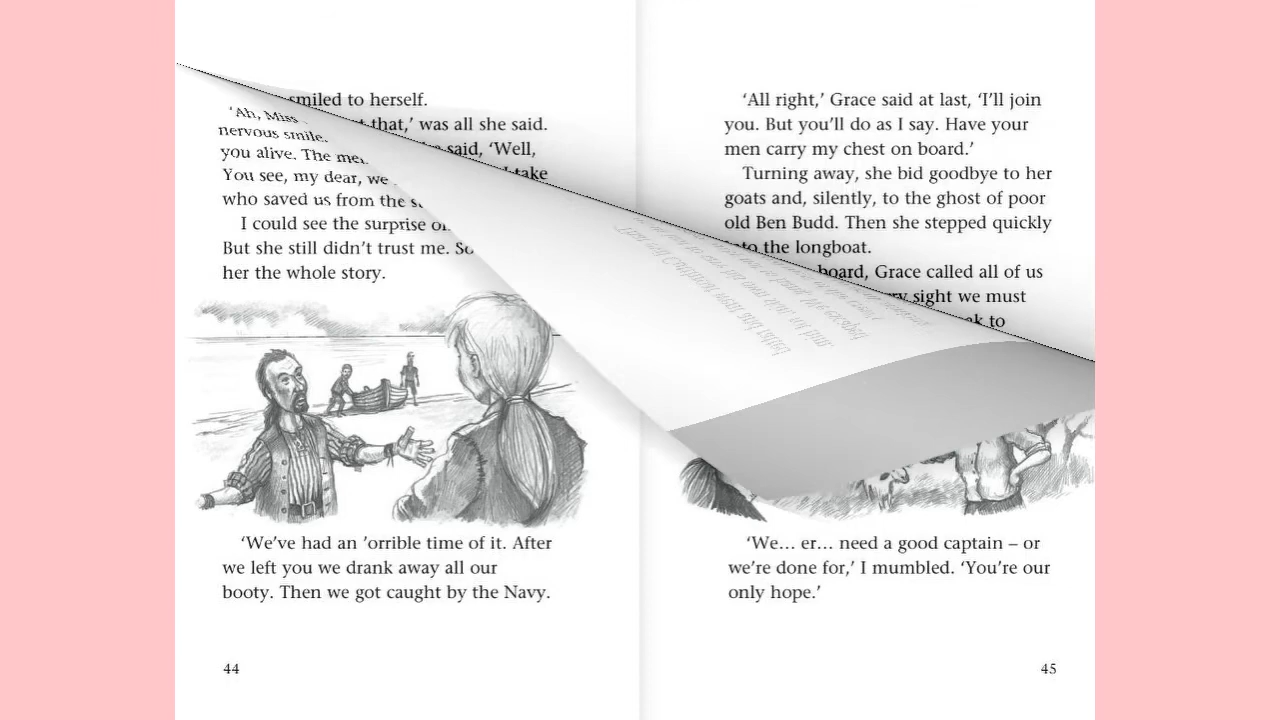 smiled to herself.
'Ah, Miss that,' was all she said.
nervous smile. said, 'Well,
you alive. The take
You see, my dear, we
who saved us from the
I could see the surprise
But she still didn't trust me. So
her the whole story.
'We've had an 'orrible time of it. After
we left you we drank away all our
booty. Then we got caught by the Navy.
44
'All right,' Grace said at last, 'I'll join
you. But you'll do as I say. Have your
men carry my chest on board.'
Turning away, she bid goodbye to her
goats and, silently, to the ghost of poor
old Ben Budd. Then she stepped quickly
the longboat.
board, Grace called all of us
sight we must
to
'We... er... need a good captain – or
we're done for,' I mumbled. 'You're our
only hope.'
45